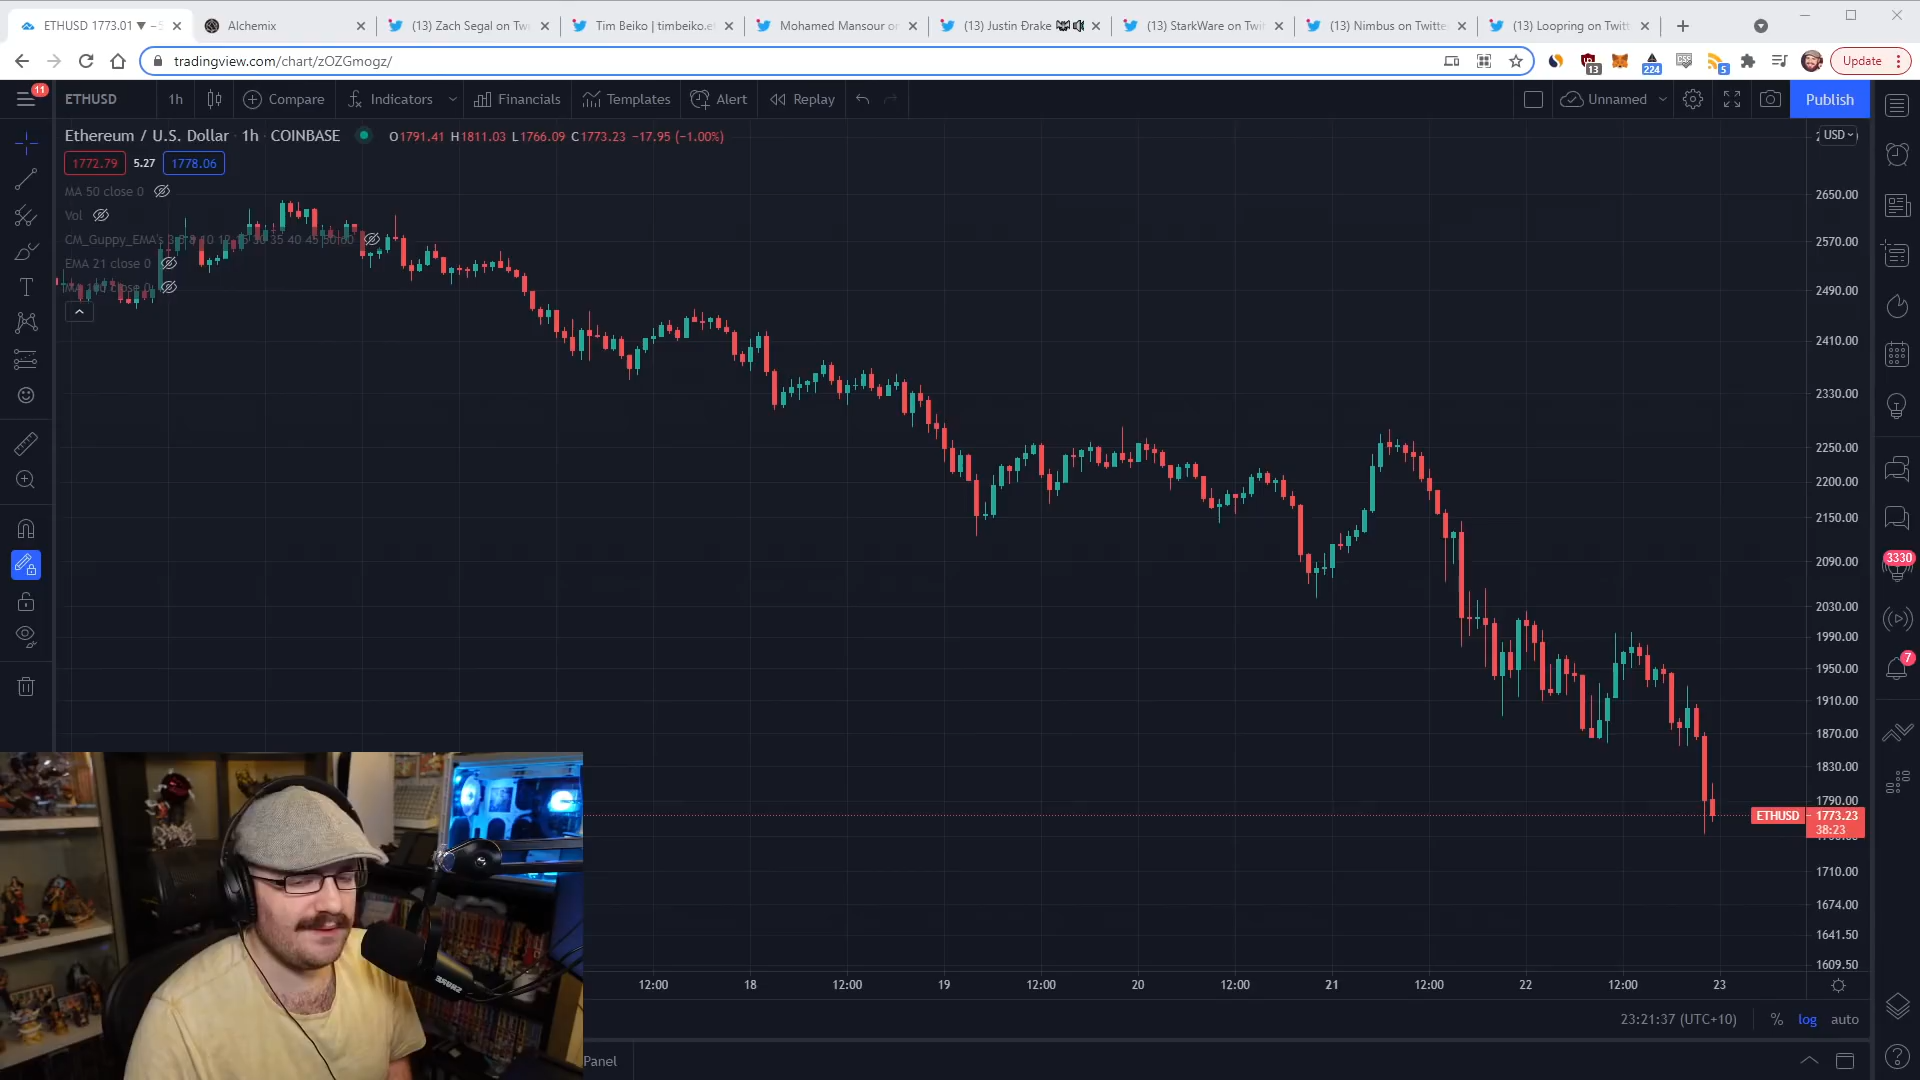 ETHUSD 1773.01 ▼ −5
Alchemix
(13) Zach Segal on Tw
Tim Beiko | timbeiko.e
Mohamed Mansour on
(13) Justin Drake
(13) StarkWare on Twi
(13) Nimbus on Twitte
(13) Loopring on Twitt
tradingview.com/chart/zOZGmogz/
13
224
5
Update
11
ETHUSD
1h
Compare
Indicators
Financials
Templates
Alert
Replay
Unnamed
Publish
Ethereum / U.S. Dollar 1h COINBASE
O1791.41 H1811.03 L1766.09 C1773.23 −17.95 (−1.00%)
USD
1772.79 5.27 1778.06
MA 50 close 0
Vol
EMA 21 close 0
2650.00
2570.00
2490.00
2410.00
2330.00
2250.00
2200.00
2150.00
2090.00
2030.00
1990.00
1950.00
1910.00
1870.00
1830.00
1790.00
ETHUSD 1773.23
38:23
1710.00
1674.00
1641.50
1609.50
3330
7
12:00 18 12:00 19 12:00 20 12:00 21 12:00 22 12:00 23
23:21:37 (UTC+10)
%
log
auto
Panel
SHURE